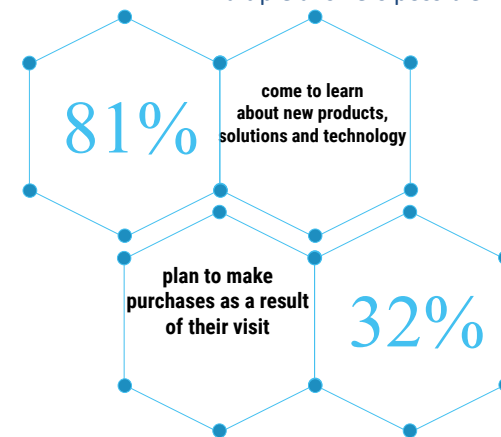 81%
come to learn
about new products,
solutions and technology
plan to make
purchases as a result
of their visit
32%